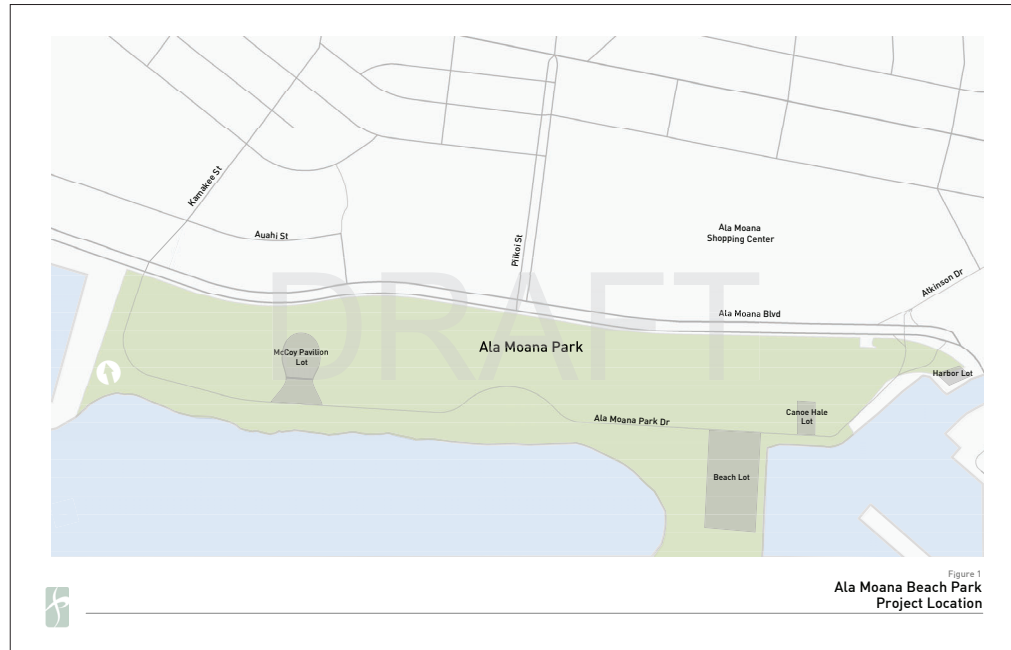 Kamakee St
Auahi St
Piikoi St
Ala Moana
Shopping Center
Atkinson Dr
Ala Moana Blvd
DRAFT
Ala Moana Park
McCoy Pavilion
Lot
Harbor Lot
Canoe Hale
Lot
Ala Moana Park Dr
Beach Lot
Figure 1
Ala Moana Beach Park
Project Location